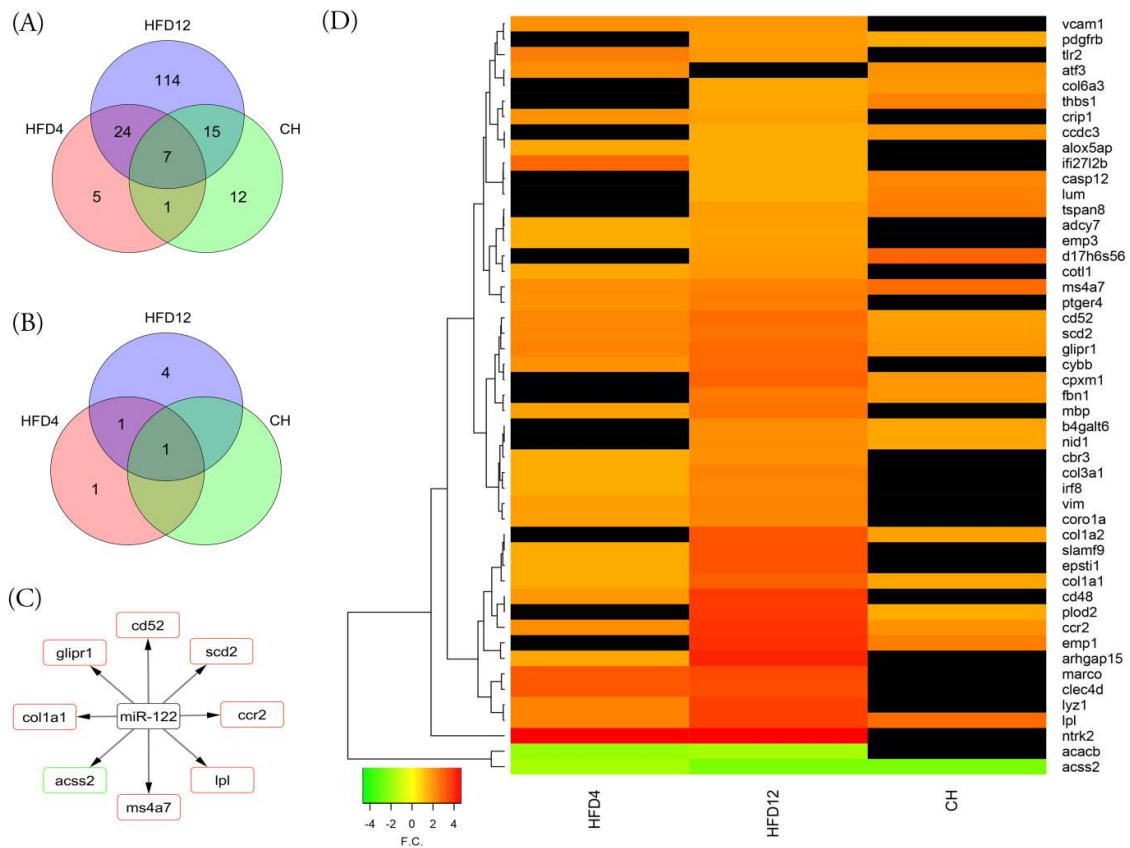 (A)
HFD12
114
HFD4
24
15
CH
7
5
1
12
(B)
HFD12
4
HFD4
1
CH
1
1
(C)
cd52
glipr1
scd2
col1a1
miR-122
ccr2
acss2
lpl
ms4a7
(D)
vcam1
pdgfrb
tlr2
atf3
col6a3
thbs1
crip1
ccdc3
alox5ap
ifi27l2b
casp12
lum
tspan8
adcy7
emp3
d17h6s56
cotl1
ms4a7
ptger4
cd52
scd2
glipr1
cybb
cpxm1
fbn1
mbp
b4galt6
nid1
cbr3
col3a1
irf8
vim
coro1a
col1a2
slamf9
epsti1
col1a1
cd48
plod2
ccr2
emp1
arhgap15
marco
clec4d
lyz1
lpl
ntrk2
acacb
acss2
-4 -2 0 2 4
F.C.
HFD4
HFD12
CH